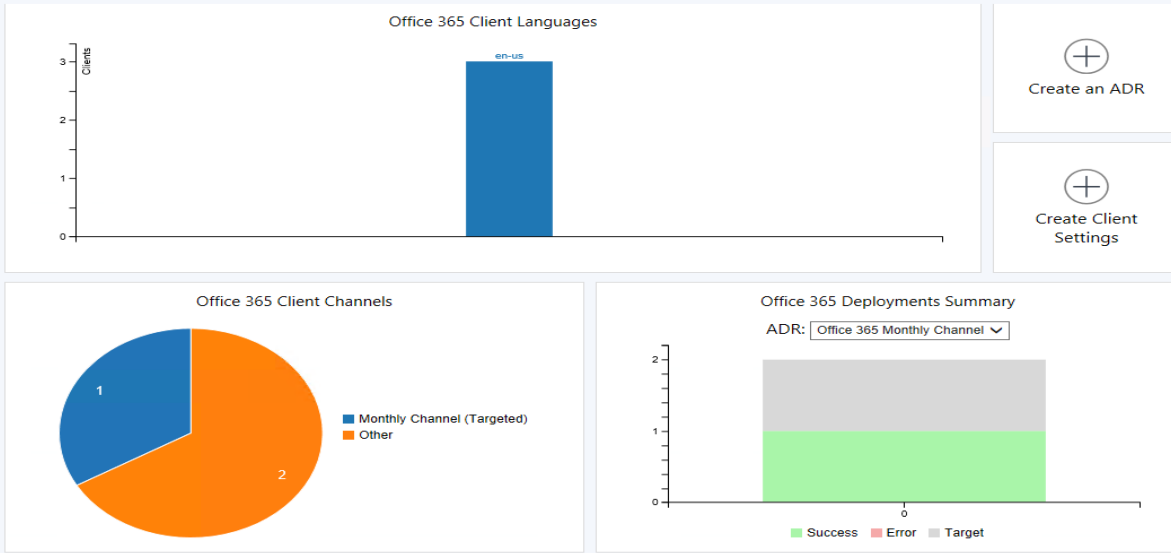 Office 365 Client Languages
Clients
3
2
1
0
en-us
Create an ADR
Create Client
Settings
Office 365 Client Channels
1
2
Monthly Channel (Targeted)
Other
Office 365 Deployments Summary
ADR: Office 365 Monthly Channel
2
1
0
0
Success Error Target